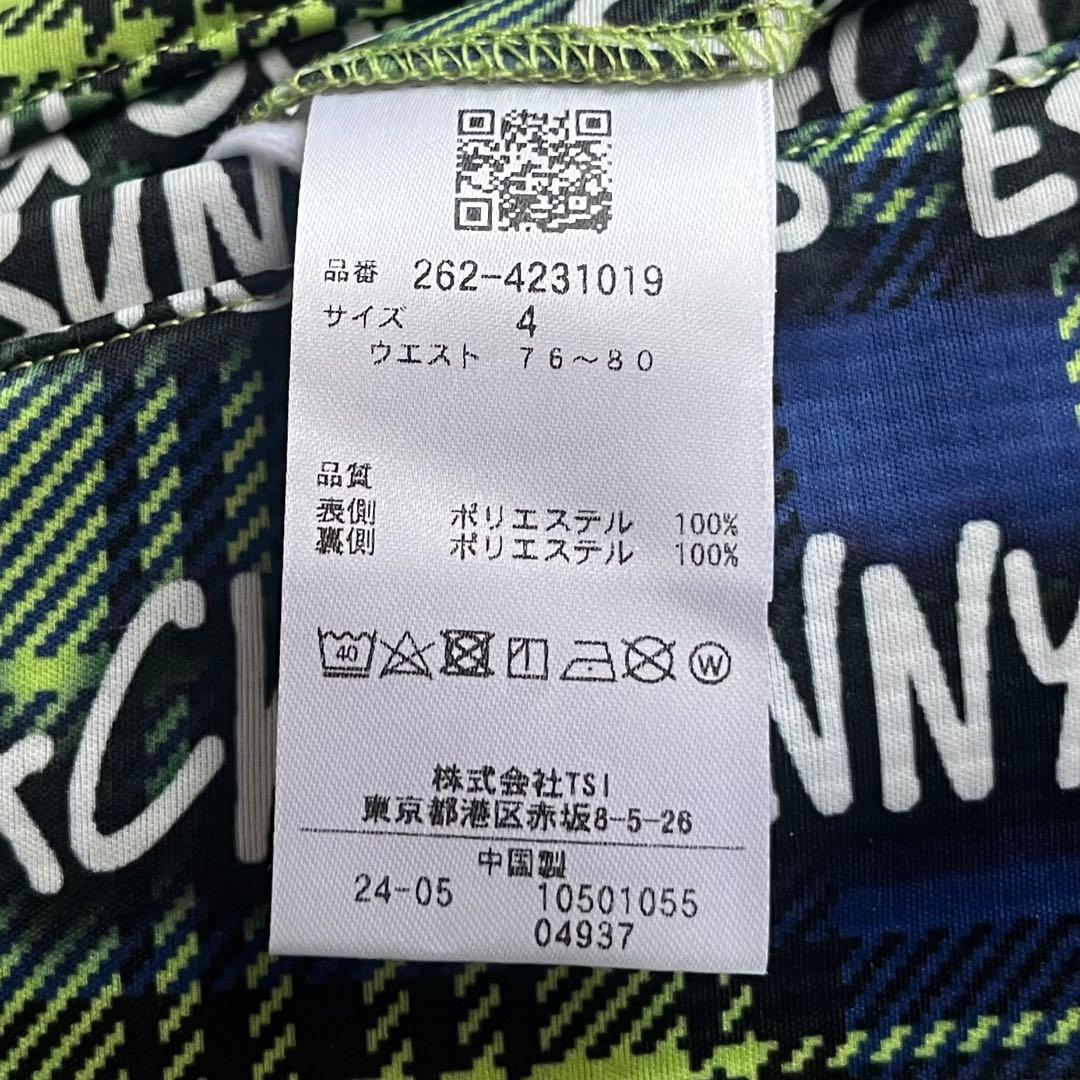 品番 262-4231019
サイズ 4
ウエスト 76～80
品質
表側 ポリエステル 100%
裏側 ポリエステル 100%
40
W
株式会社TSI
東京都港区赤坂8-5-26
中国製
24-05 10501055
04937